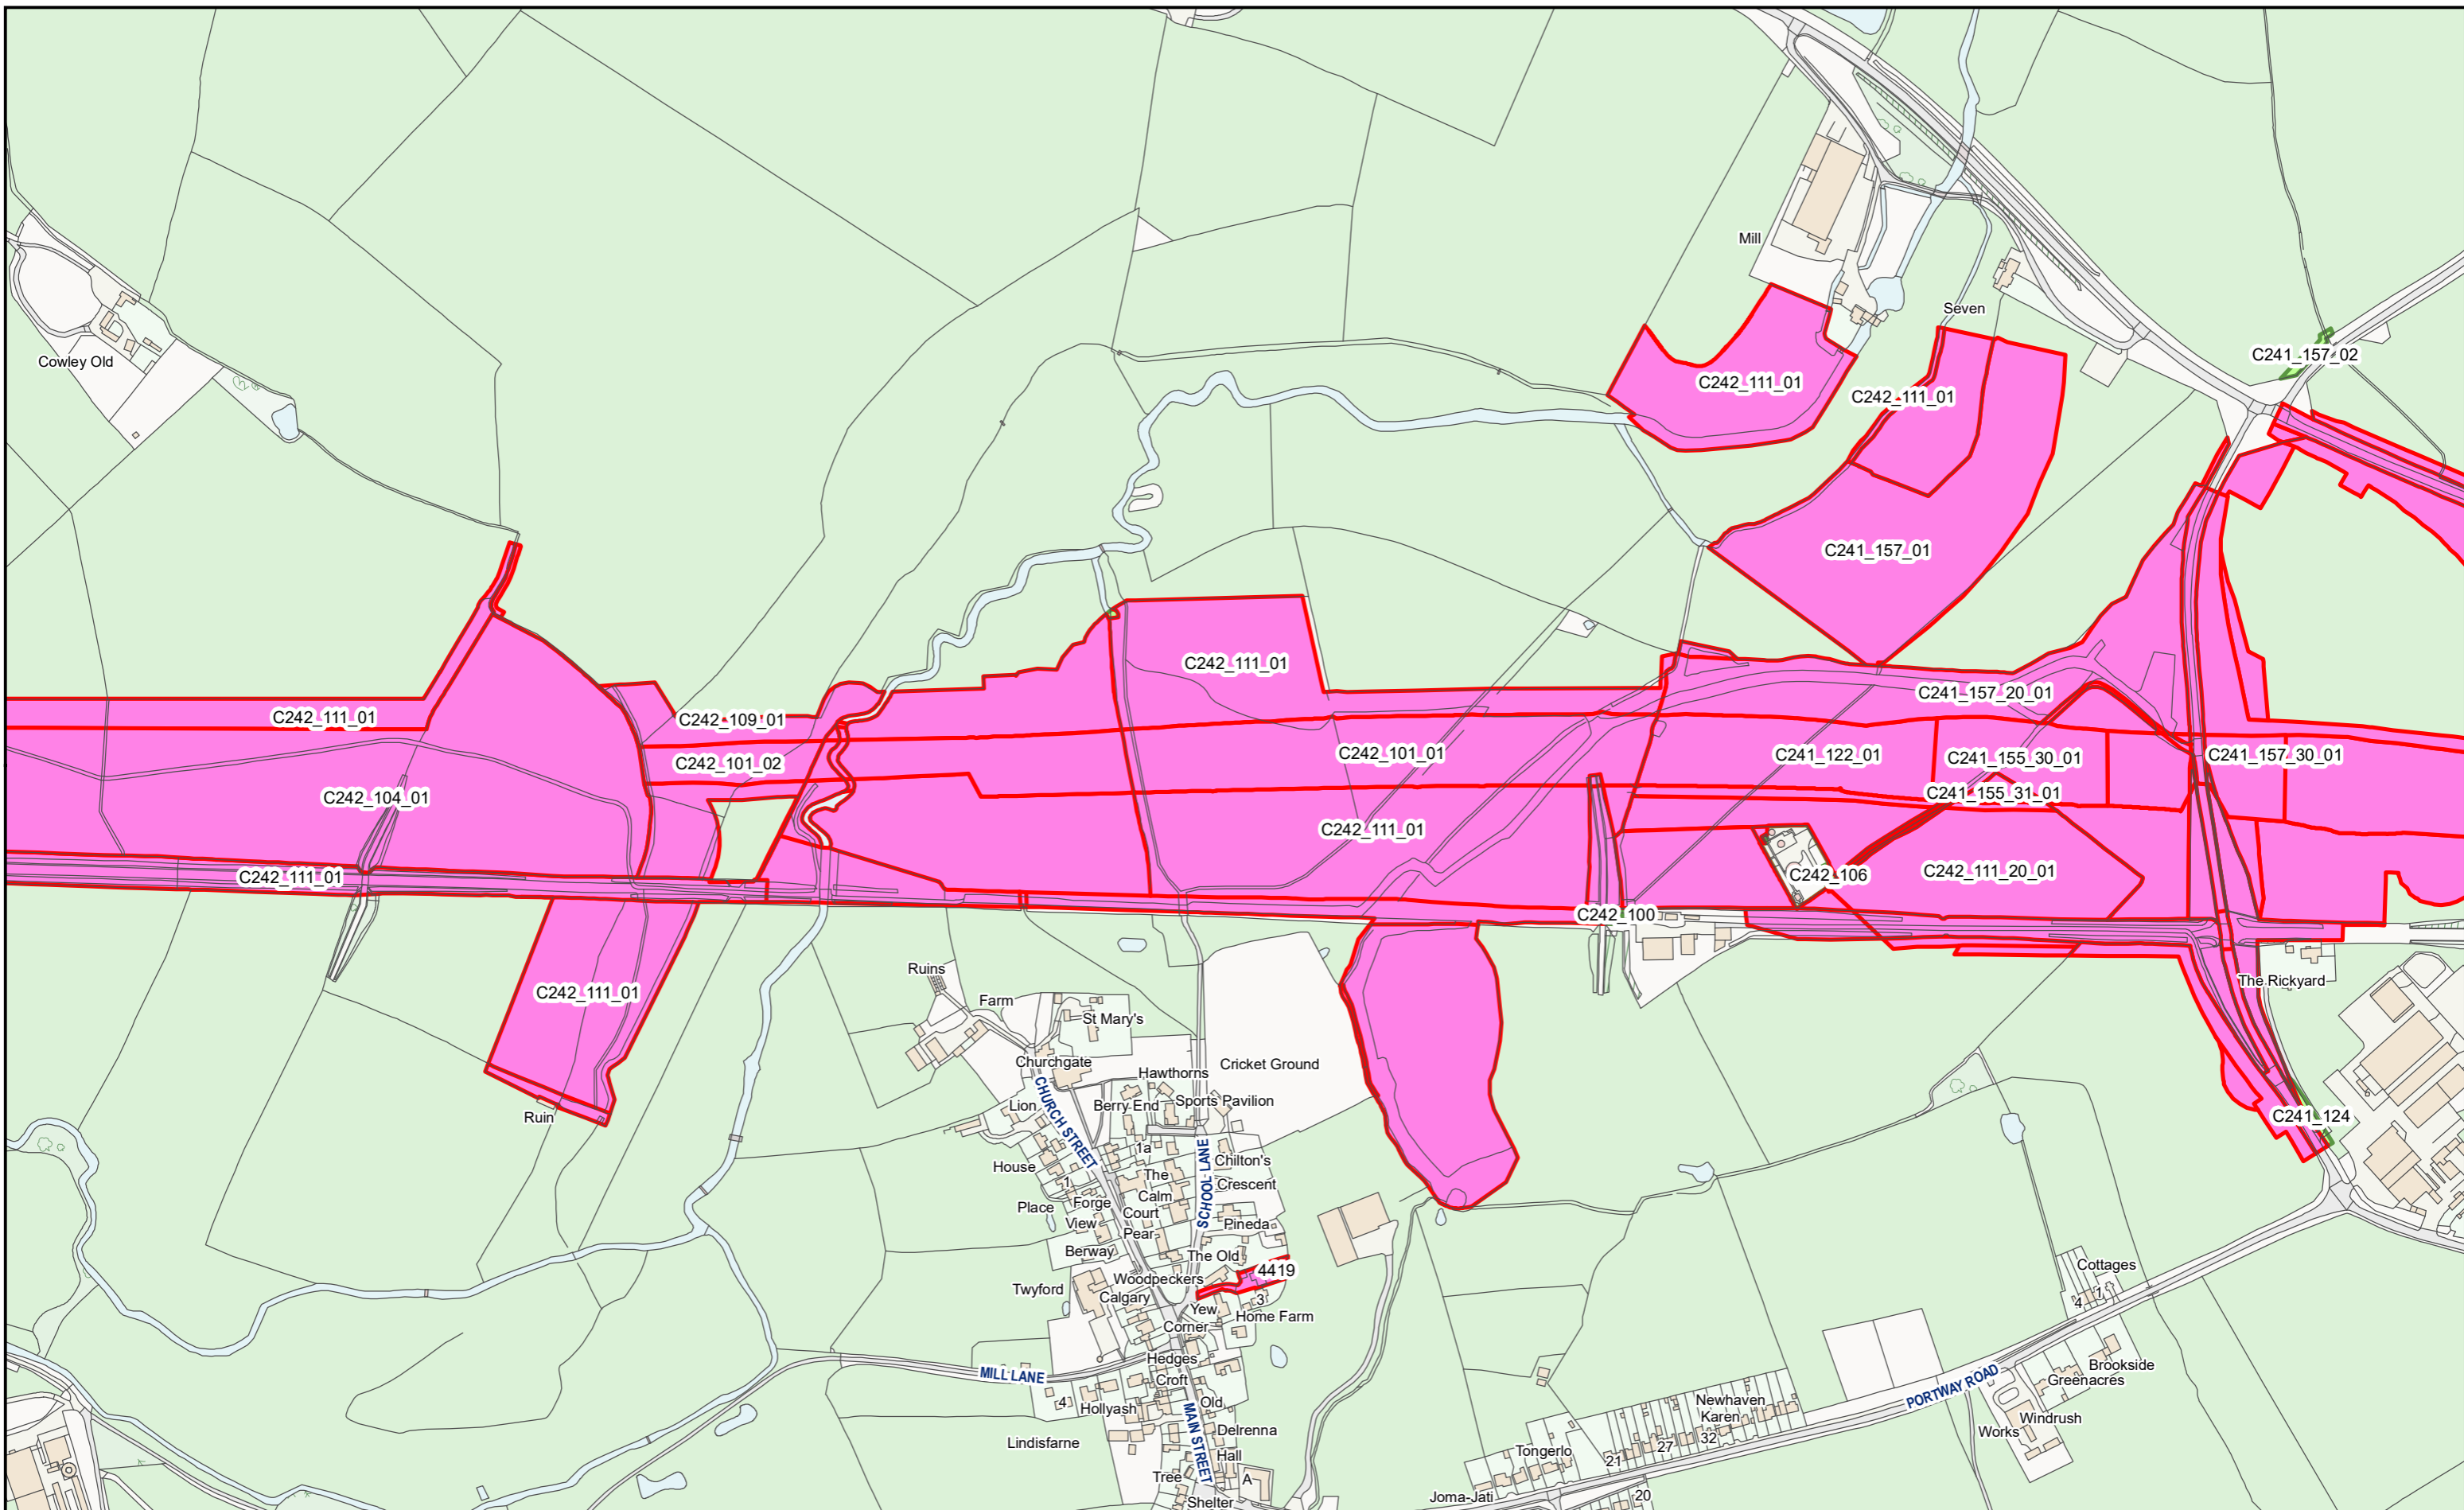 Mill
Seven
Cowley Old
C241_157_02
C242_111_01
C242_111_01
C241_157_01
C242_111_01
C241_157_20_01
C242_111_01
C242_109_01
C242_101_01
C241_122_01
C241_155_30_01
C241_157_30_01
C242_101_02
C242_104_01
C241_155_31_01
C242_111_01
C242_111_20_01
C242_106
C242_111_01
C242_100
Ruins
The Rickyard
C242_111_01
Farm
St Mary's
Churchgate
Cricket Ground
Hawthorns
Lion
CHURCH STREET
Berry End
Sports Pavilion
Ruin
C241_124
1a
SCHOOL LANE
House
The
Chilton's
1
Calm
Crescent
Place
Forge
View
Court
Pineda
Pear
Berway
The Old
4419
Woodpeckers
Twyford
Calgary
3
Yew
Home Farm
Corner
Cottages
4
1
Hedges
MILL LANE
Croft
Brookside
Greenacres
PORTWAY ROAD
4
Hollyash
Old
MAIN STREET
Newhaven
Karen
Windrush
Works
Delrenna
Lindisfarne
Hall
27
32
Tongerlo
21
Tree
A
Joma-Jati
20
Shelter